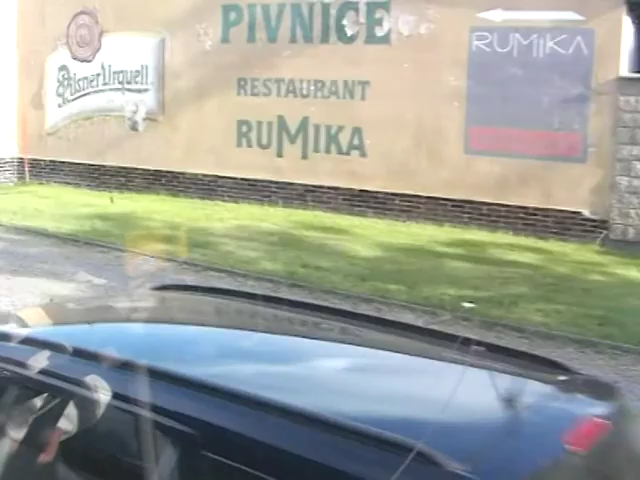 PIVNICE
Pilsner Urquell
RESTAURANT
RUMIKA
RUMIKA